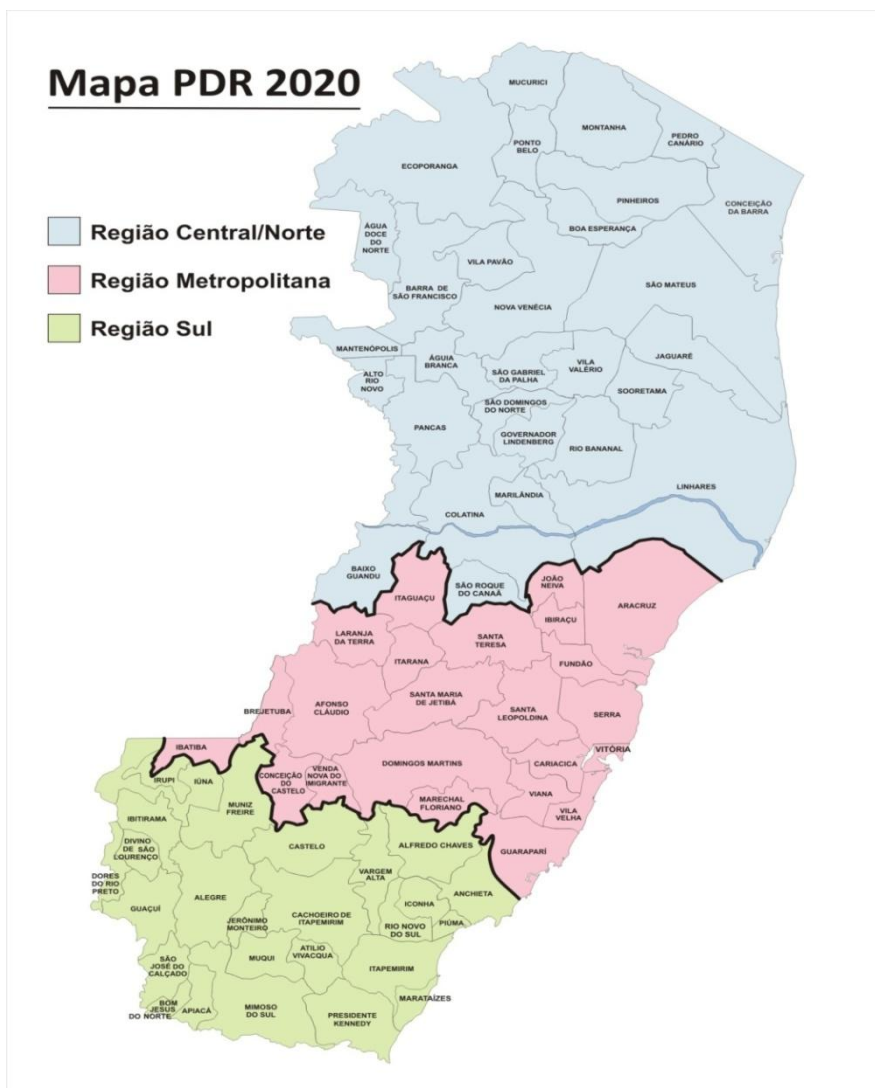 Mapa PDR 2020
Região Central/Norte
Região Metropolitana
Região Sul
MUCURICI
MONTANHA
PEDRO
CANÁRIO
PONTO
BELO
ECOPORANGA
PINHEIROS
CONCEIÇÃO
DA BARRA
ÁGUA
DOCE
DO
NORTE
BOA ESPERANÇA
VILA PAVÃO
BARRA DE
SÃO FRANCISCO
SÃO MATEUS
NOVA VENÉCIA
MANTENÓPOLIS
ÁGUIA
BRANCA
ALTO
RIO
NOVO
SÃO GABRIEL
DA PALHA
VILA
VALÉRIO
JAGUARÉ
SOORETAMA
SÃO DOMINGOS
DO NORTE
PANCAS
GOVERNADOR
LINDENBERG
RIO BANANAL
LINHARES
MARILÂNDIA
COLATINA
BAIXO
GUANDU
SÃO ROQUE
DO CANAÃ
JOÃO
NEIVA
ITAGUAÇU
ARACRUZ
IBIRAÇU
LARANJA
DA TERRA
SANTA
TERESA
ITARANA
FUNDÃO
SANTA MARIA
DE JETIBÁ
AFONSO
CLÁUDIO
BREJETUBA
SANTA
LEOPOLDINA
SERRA
IBATIBA
VITÓRIA
CARIACICA
DOMINGOS MARTINS
CONCEIÇÃO
DO
CASTELO
VENDA
NOVA DO
IMIGRANTE
VIANA
MARECHAL
FLORIANO
VILA
VELHA
GUARAPARÍ
IRUPI
IÚNA
MUNIZ
FREIRE
IBITIRAMA
CASTELO
ALFREDO CHAVES
DIVINO
DE SÃO
LOURENÇO
VARGEM
ALTA
DORES
DO RIO
PRETO
ANCHIETA
ALEGRE
GUAÇUÍ
ICONHA
CACHOEIRO DE
ITAPEMIRIM
JERÔNIMO
MONTEIRO
RIO NOVO
DO SUL
PIÚMA
SÃO
JOSÉ DO
CALÇADO
MUQUI
ATILIO
VIVACQUA
ITAPEMIRIM
BOM
JESUS
DO NORTE
APIACÁ
MIMOSO
DO SUL
PRESIDENTE
KENNEDY
MARATAÍZES